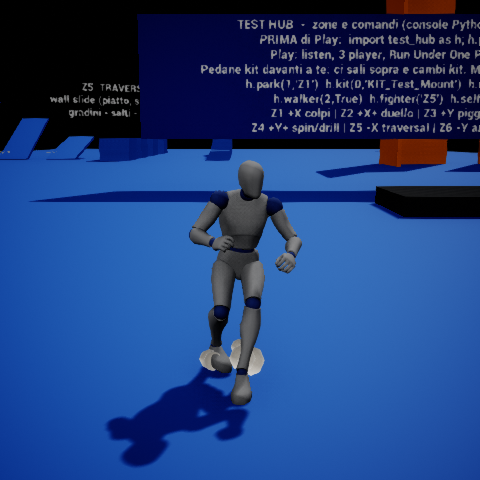 TEST HUB - zone e comandi (console Pytho
PRIMA di Play: import test_hub as h; h.
Play: listen, 3 player, Run Under One P
Pedane kit davanti a te: ci sali sopra e cambi kit. M
h.park(1,'Z1') h.kit(0,'KIT_Test_Mount') h
h.walker(2,True) h.fighter('Z5') h.self
Z1 +X colpi | Z2 +X+ duello | Z3 +Y pigg
Z4 +Y+ spin/drill | Z5 -X traversal | Z6 -Y ar
Z5 TRAVERS
wall slide (piatto, s
gradini - salti -